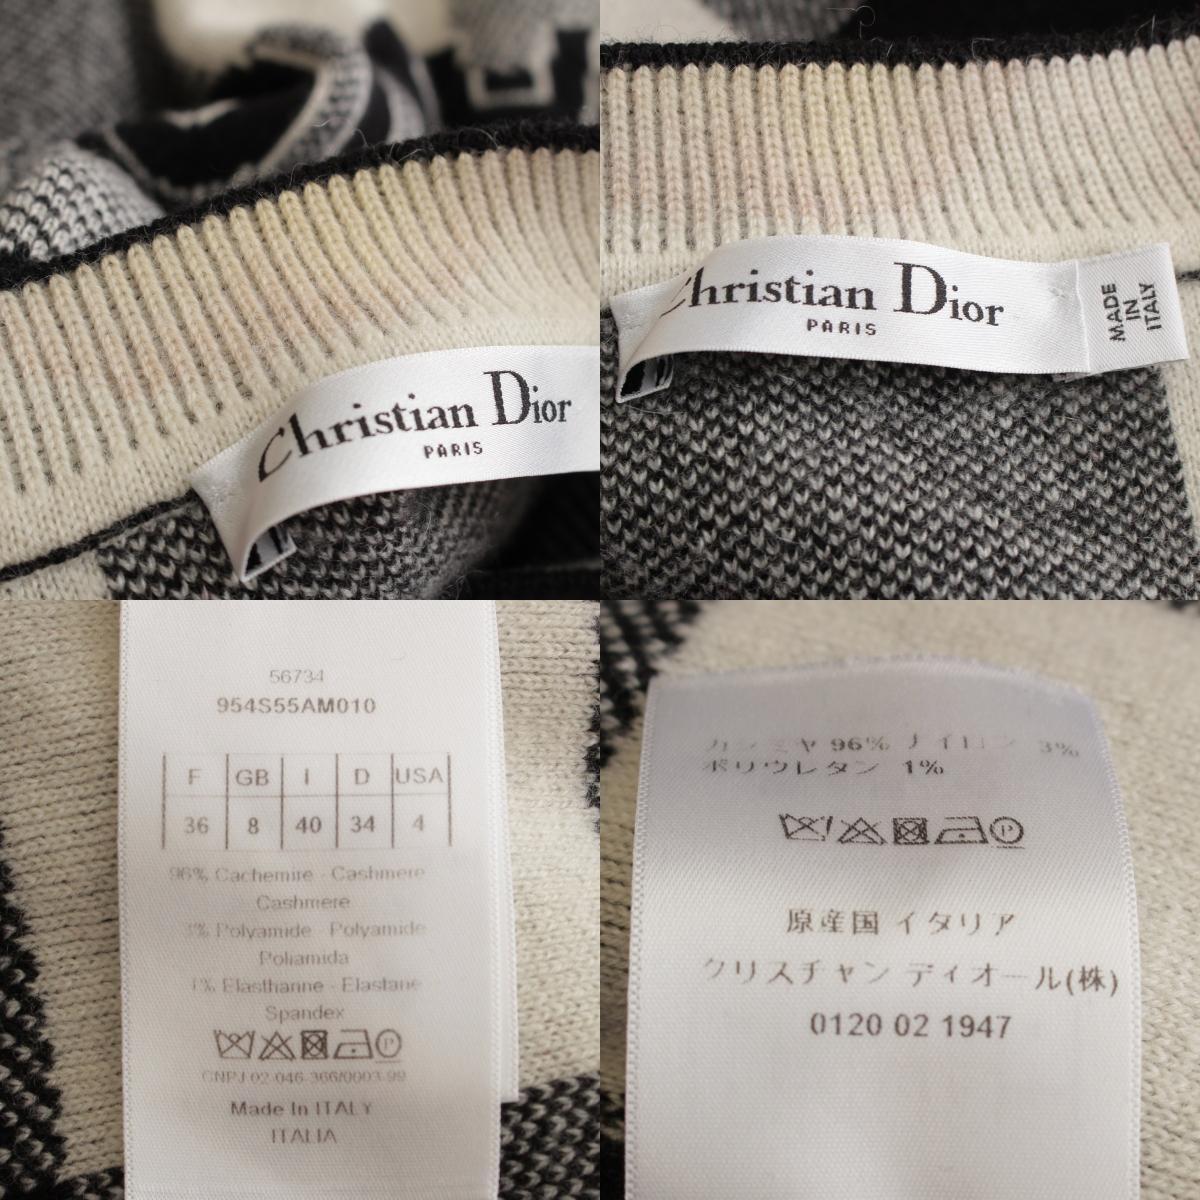 Christian Dior
PARIS
Christian Dior
PARIS
MADE
IN
ITALY
56734
954S55AM010
F GB I D USA
36 8 40 34 4
96% Cachemire - Cashmere
Cashmere
3% Polyamide - Polyamide
Poliamida
1% Elasthanne - Elastane
Spandex
P
CNPJ 02-046-366/0003-99
Made In ITALY
ITALIA
カシミヤ 96% ナイロン 3%
ポリウレタン 1%
P
原産国 イタリア
クリスチャン ディオール(株)
0120 02 1947